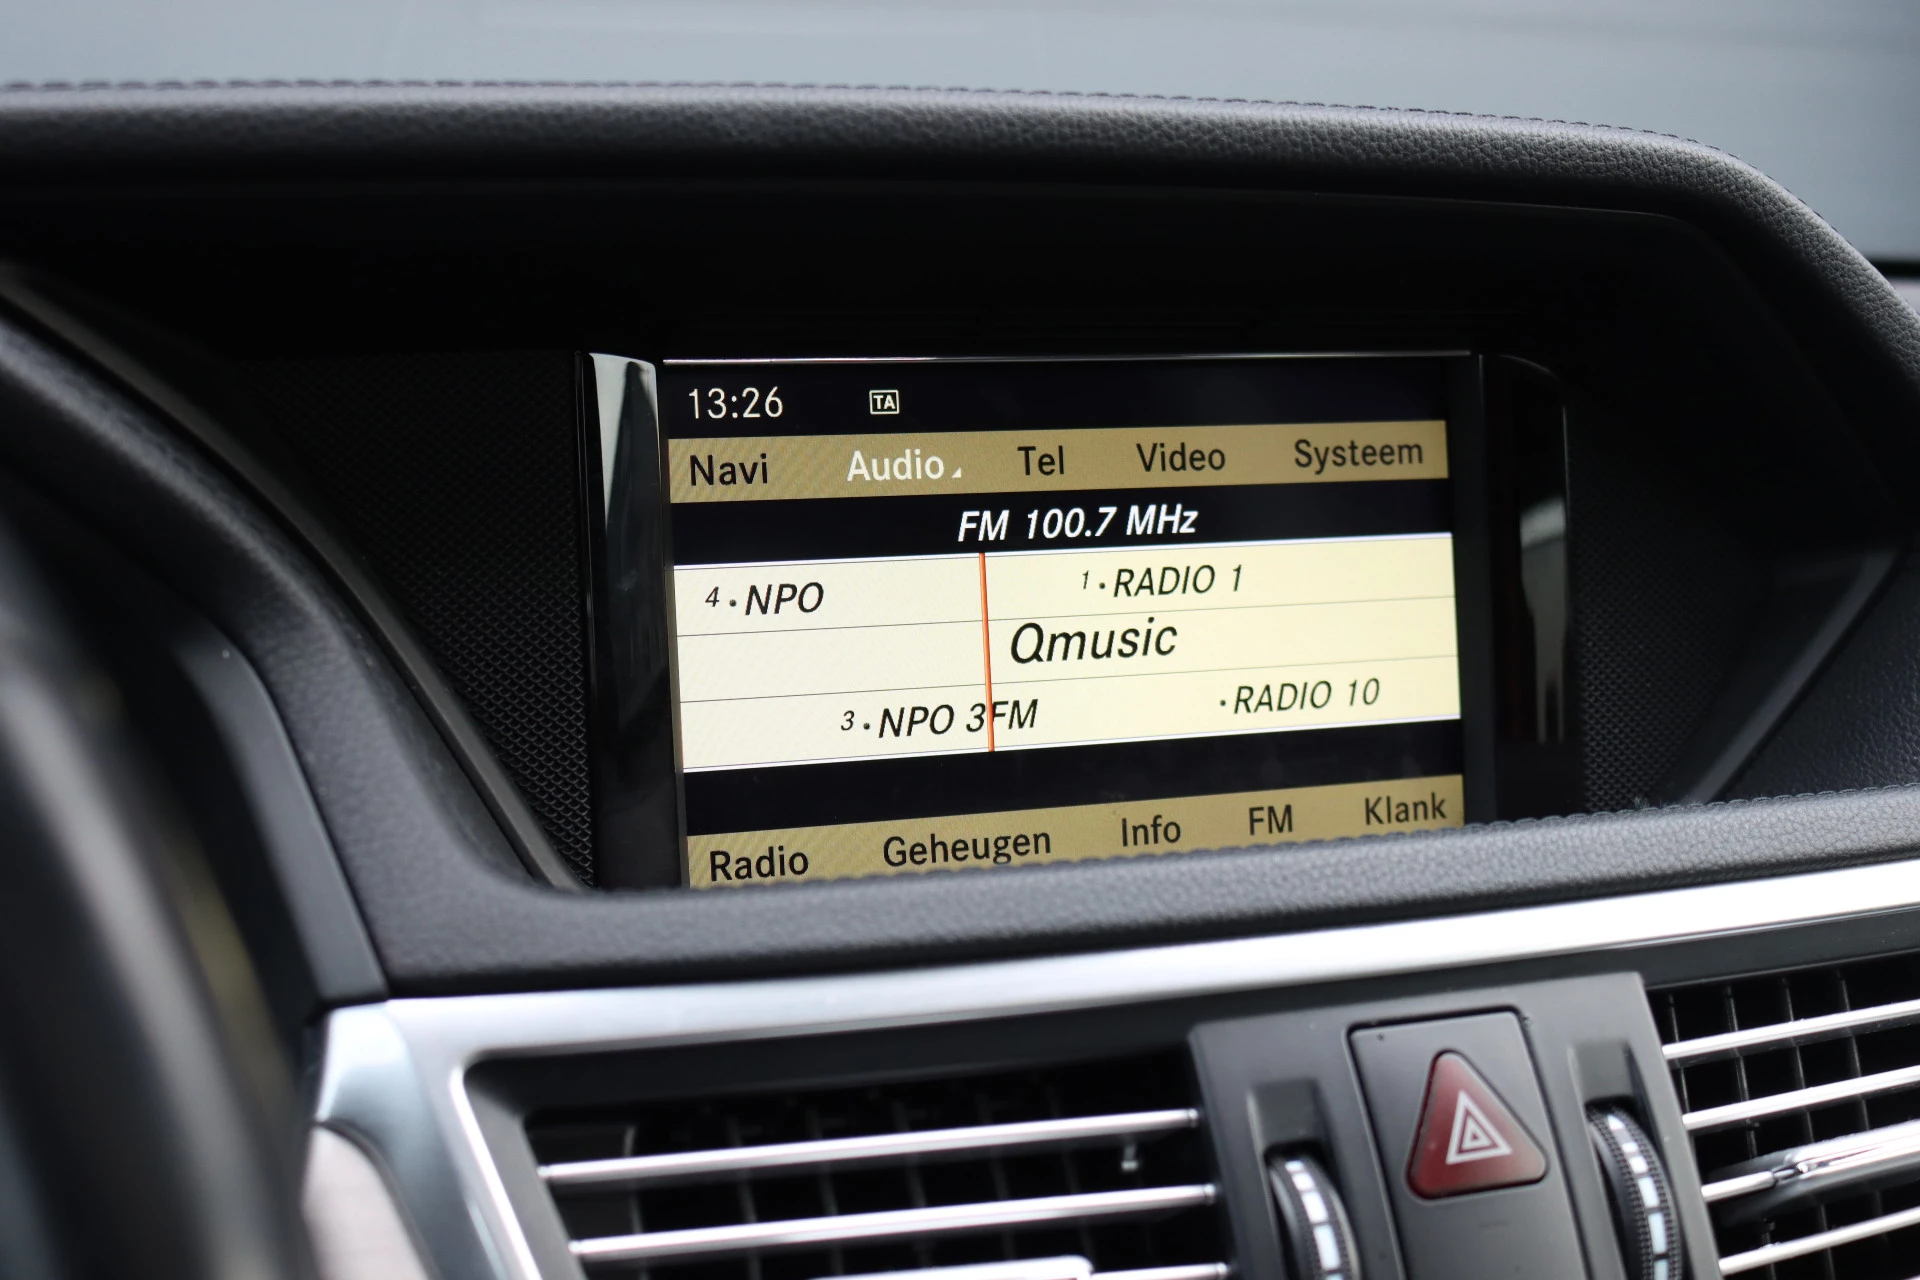 13:26 TA
Navi Audio Tel Video Systeem
FM 100.7 MHz
4 • NPO 1 • RADIO 1
Qmusic
3 • NPO 3FM • RADIO 10
Radio Geheugen Info FM Klank